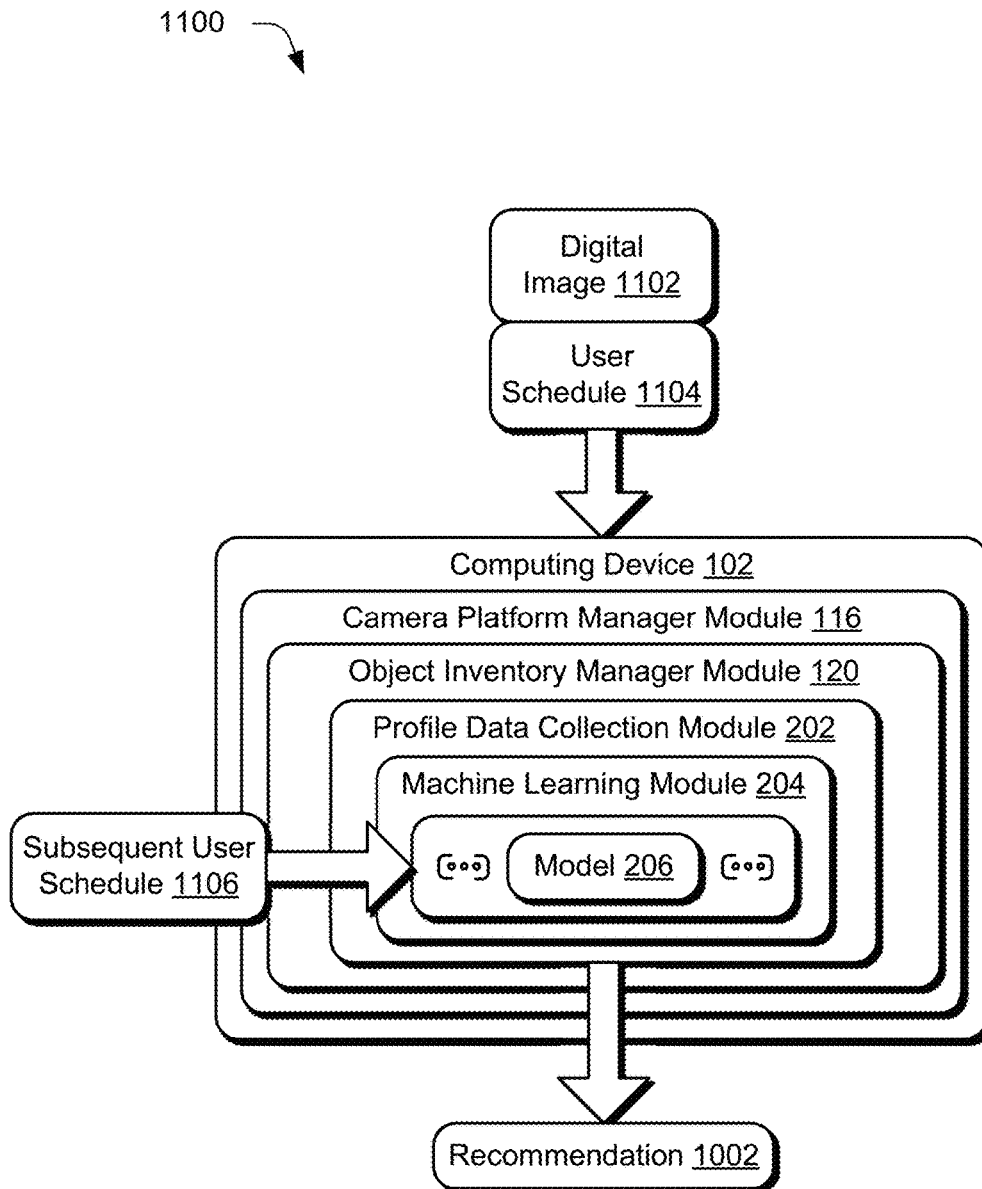 1100
Digital
Image 1102
User
Schedule 1104
Computing Device 102
Camera Platform Manager Module 116
Object Inventory Manager Module 120
Profile Data Collection Module 202
Machine Learning Module 204
Subsequent User
Schedule 1106
Model 206
Recommendation 1002